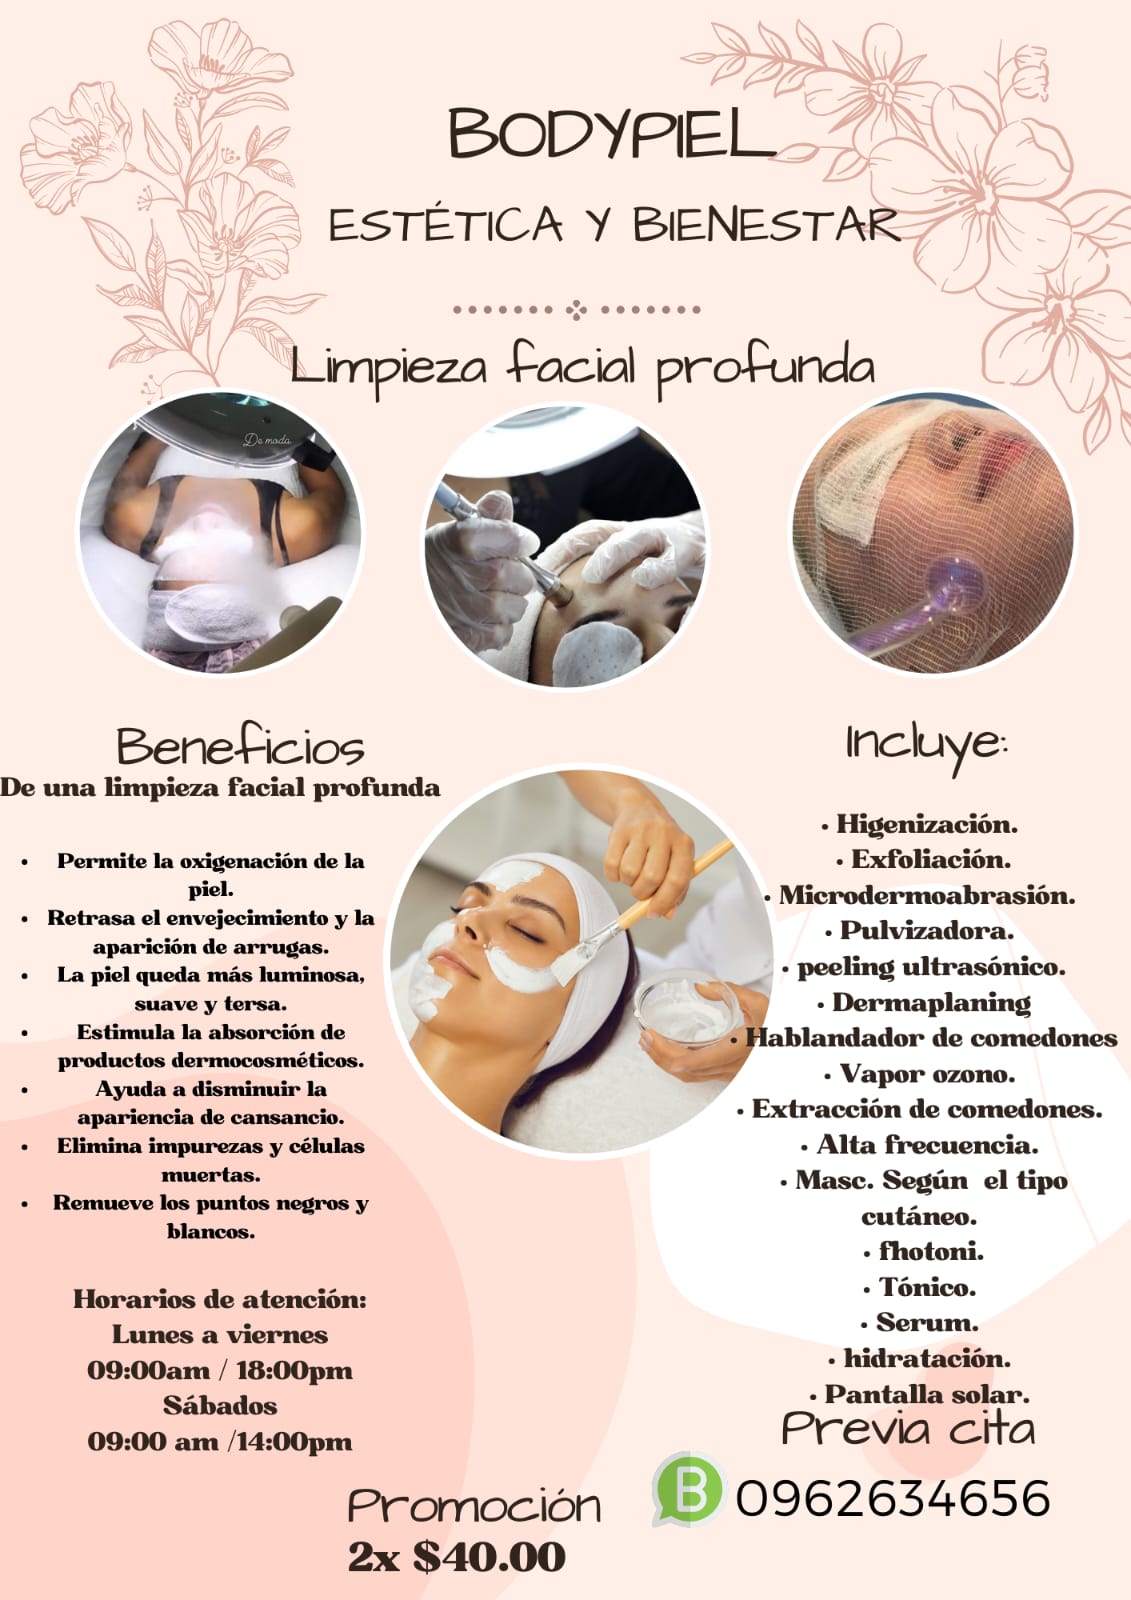 BODYPIEL
ESTÉTICA Y BIENESTAR
Limpieza facial profunda
De moda
Beneficios
De una limpieza facial profunda
• Permite la oxigenación de la
piel.
• Retrasa el envejecimiento y la
aparición de arrugas.
• La piel queda más luminosa,
suave y tersa.
• Estimula la absorción de
productos dermocosméticos.
• Ayuda a disminuir la
apariencia de cansancio.
• Elimina impurezas y células
muertas.
• Remueve los puntos negros y
blancos.
Horarios de atención:
Lunes a viernes
09:00am / 18:00pm
Sábados
09:00 am /14:00pm
Incluye:
• Higenización.
• Exfoliación.
• Microdermoabrasión.
• Pulvizadora.
• peeling ultrasónico.
• Dermaplaning
• Hablandador de comedones
• Vapor ozono.
• Extracción de comedones.
• Alta frecuencia.
• Masc. Según  el tipo
cutáneo.
• fhotoni.
• Tónico.
• Serum.
• hidratación.
• Pantalla solar.
Previa cita
B 0962634656
Promoción
2x $40.00